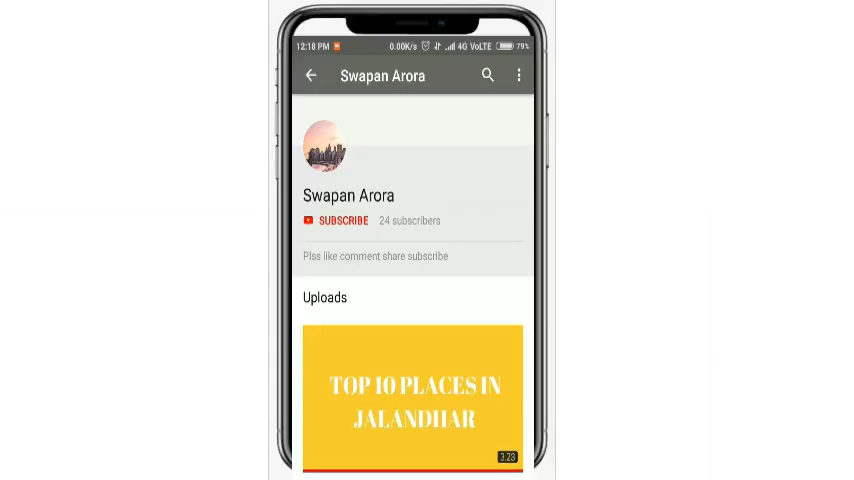 12:18 PM 0.00K/s 4G VoLTE 79%
Swapan Arora
Swapan Arora
SUBSCRIBE 24 subscribers
Plss like comment share subscribe
Uploads
TOP 10 PLACES IN
JALANDHAR
3:23